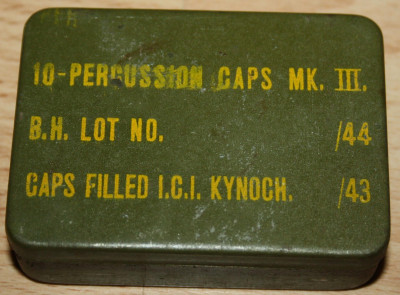 10-PERCUSSION CAPS MK. III.
B.H. LOT NO. /44
CAPS FILLED I.C.I. KYNOCH. /43